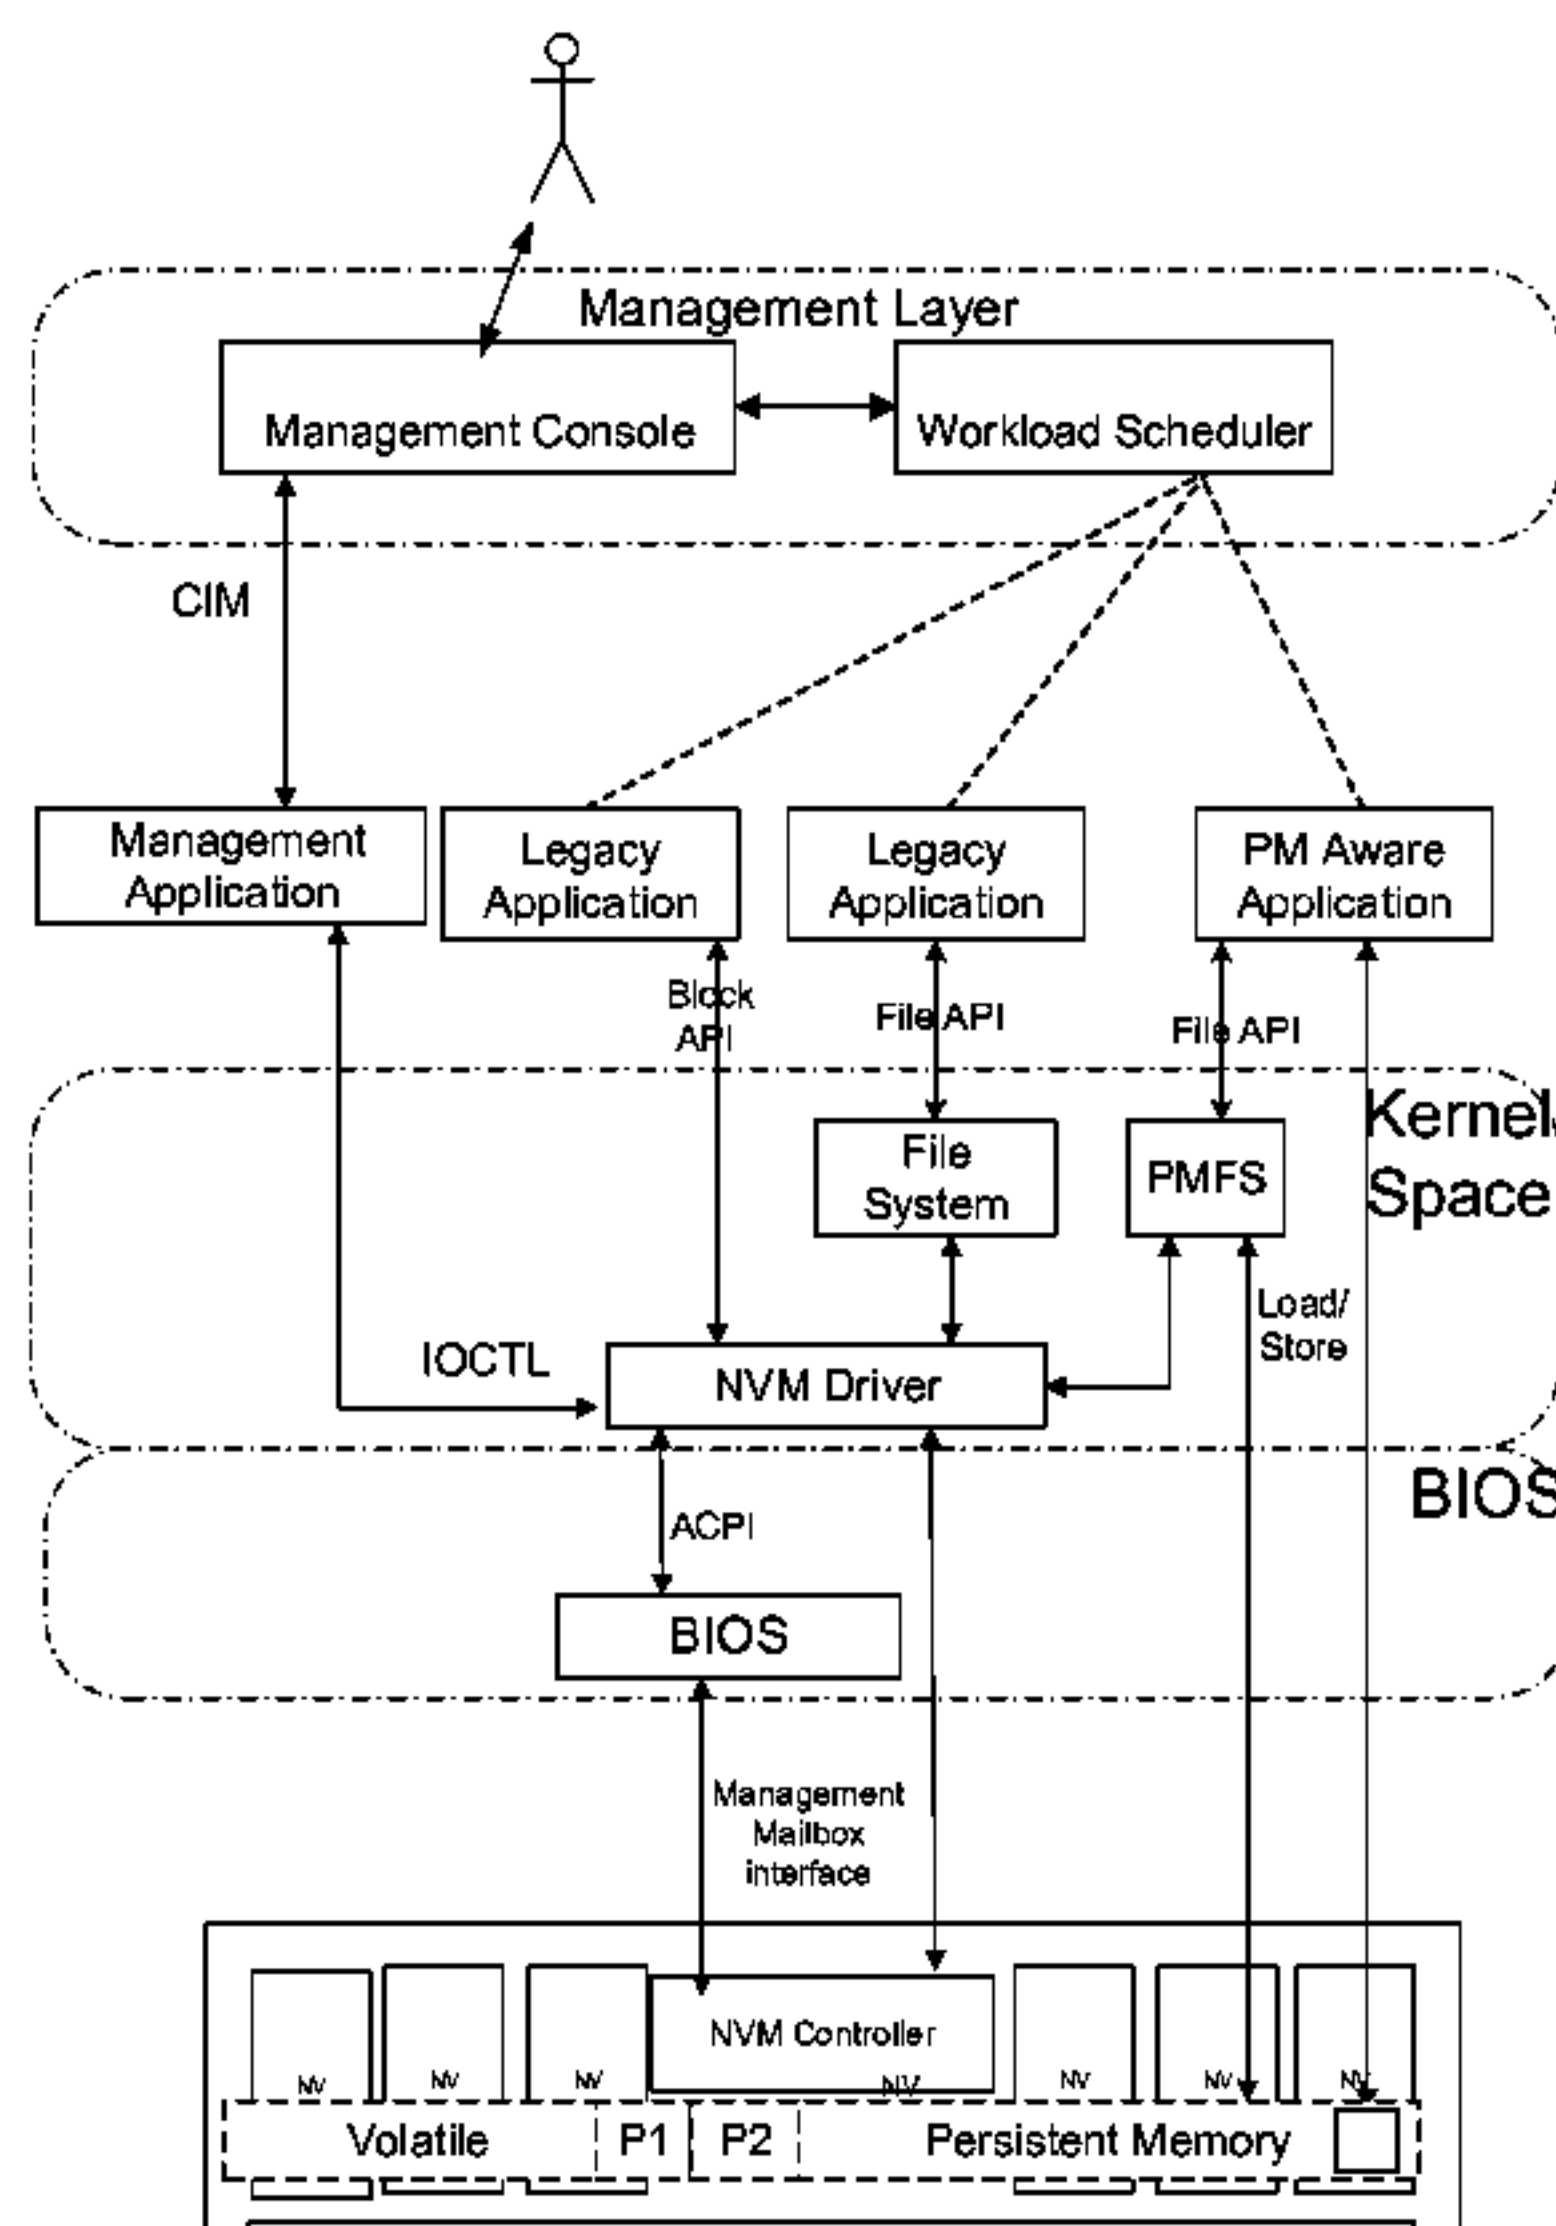 Management Layer
Management Console
Workload Scheduler
CIM
Management
Application
Legacy
Application
Legacy
Application
PM Aware
Application
Block
API
File API
File API
Kernel
Space
File
System
PMFS
Load/
Store
IOCTL
NVM Driver
BIOS
ACPI
BIOS
Management
Mailbox
interface
NVM Controller
NV
NV
NV
NV
NV
NV
NV
Volatile
P1
P2
Persistent Memory